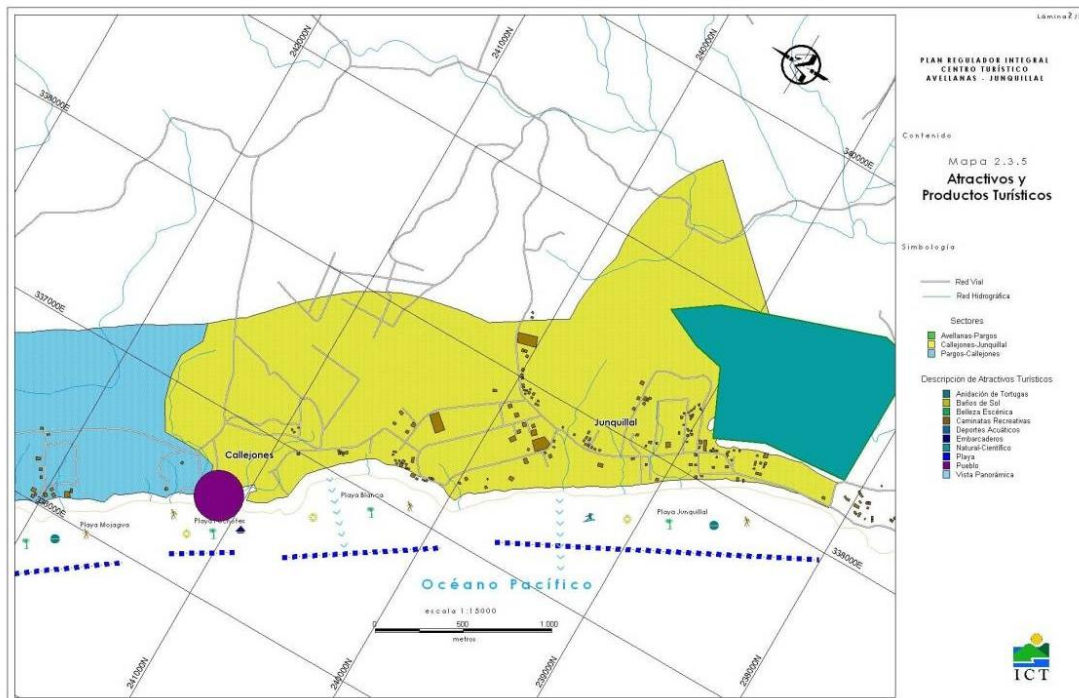 Lámina 2 /
PLAN REGULADOR INTEGRAL
CENTRO TURÍSTICO
AVELLANAS - JUNQUILLAL
Contenido
Mapa 2.3.5
Atractivos y
Productos Turísticos
Simbología
Red Vial
Red Hidrográfica
Sectores
Avellanas-Pargos
Callejones-Junquillal
Pargos-Callejones
Descripción de Atractivos Turísticos
Anidación de Tortugas
Baños de Sol
Belleza Escénica
Caminatas Recreativas
Deportes Acuáticos
Embarcaderos
Natural-Científico
Playa
Pueblo
Vista Panorámica
ICT
242000N
241000N
240000N
338000E
340000E
337000E
Callejones
Junquillal
336000E
Playa Mojagua
Playa
Playa Blanca
Playa Junquillal
338000E
Océano Pacífico
escala 1:15000
0 500 1.000
metros
241000N
240000N
239000N
238000N